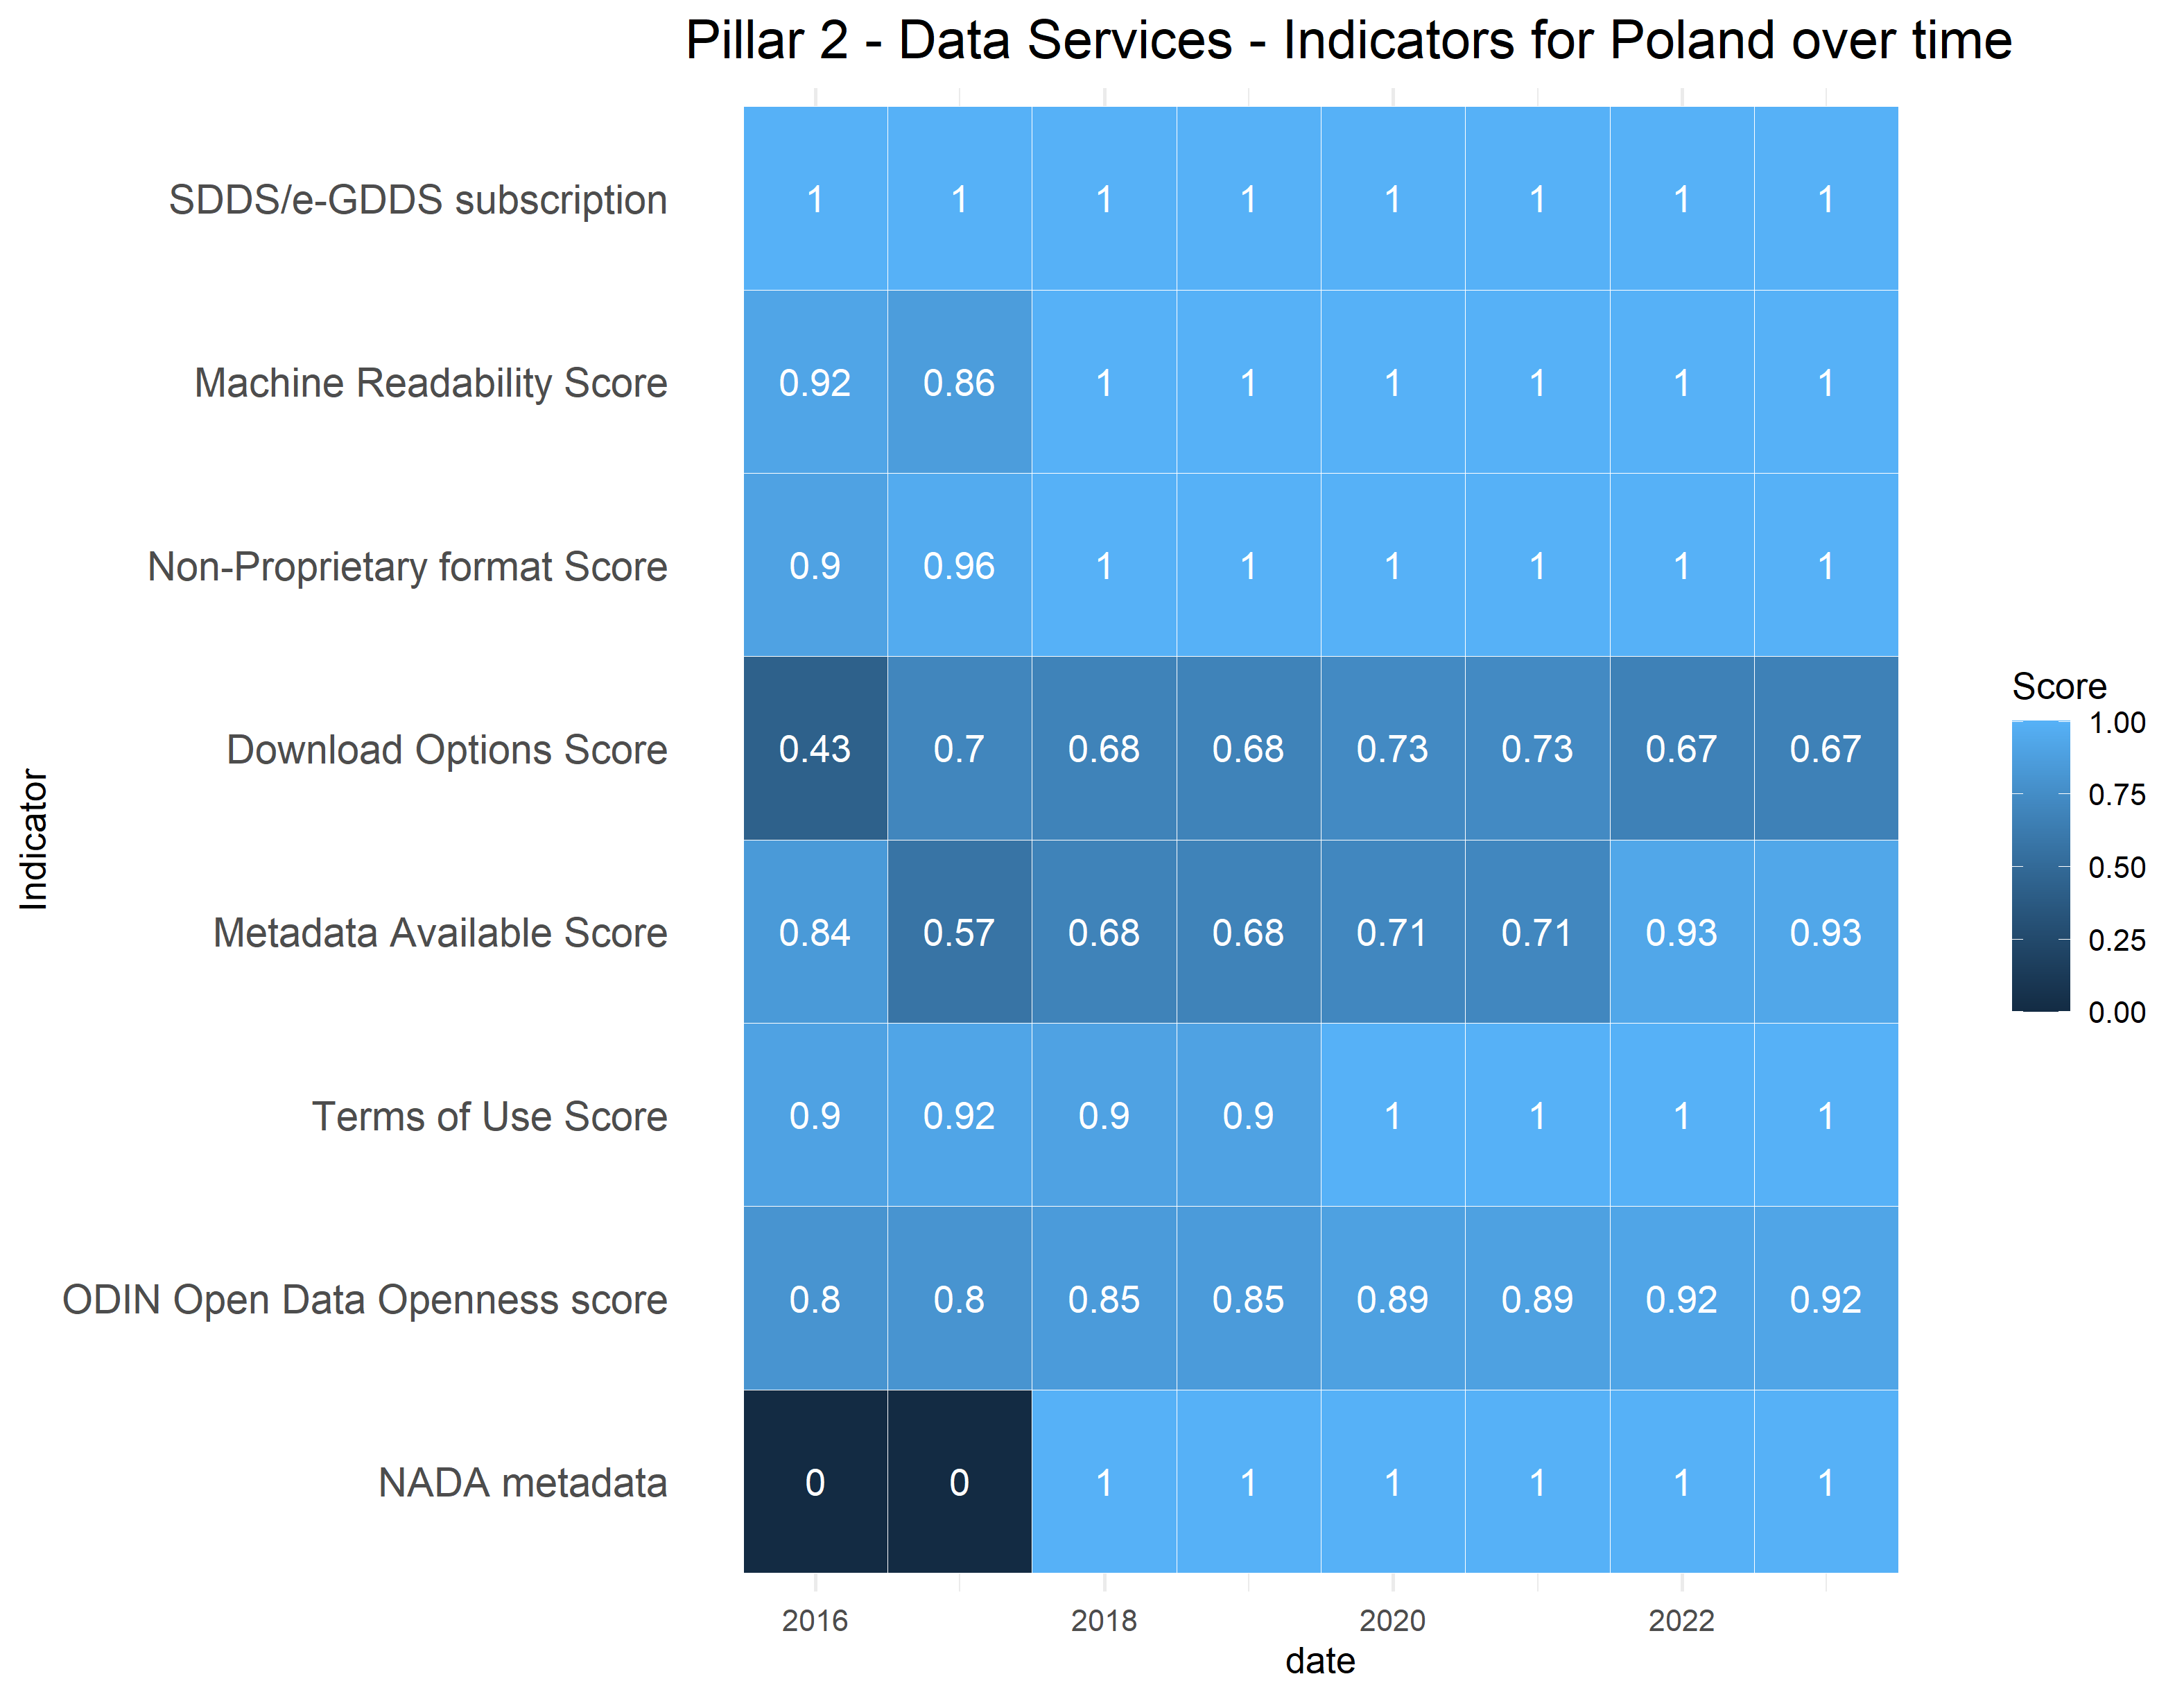 Pillar 2 - Data Services - Indicators for Poland over time
Indicator
SDDS/e-GDDS subscription 1 1 1 1 1 1 1 1
Machine Readability Score 0.92 0.86 1 1 1 1 1 1
Non-Proprietary format Score 0.9 0.96 1 1 1 1 1 1
Download Options Score 0.43 0.7 0.68 0.68 0.73 0.73 0.67 0.67
Metadata Available Score 0.84 0.57 0.68 0.68 0.71 0.71 0.93 0.93
Terms of Use Score 0.9 0.92 0.9 0.9 1 1 1 1
ODIN Open Data Openness score 0.8 0.8 0.85 0.85 0.89 0.89 0.92 0.92
NADA metadata 0 0 1 1 1 1 1 1
2016 2018 2020 2022
date
Score
1.00
0.75
0.50
0.25
0.00